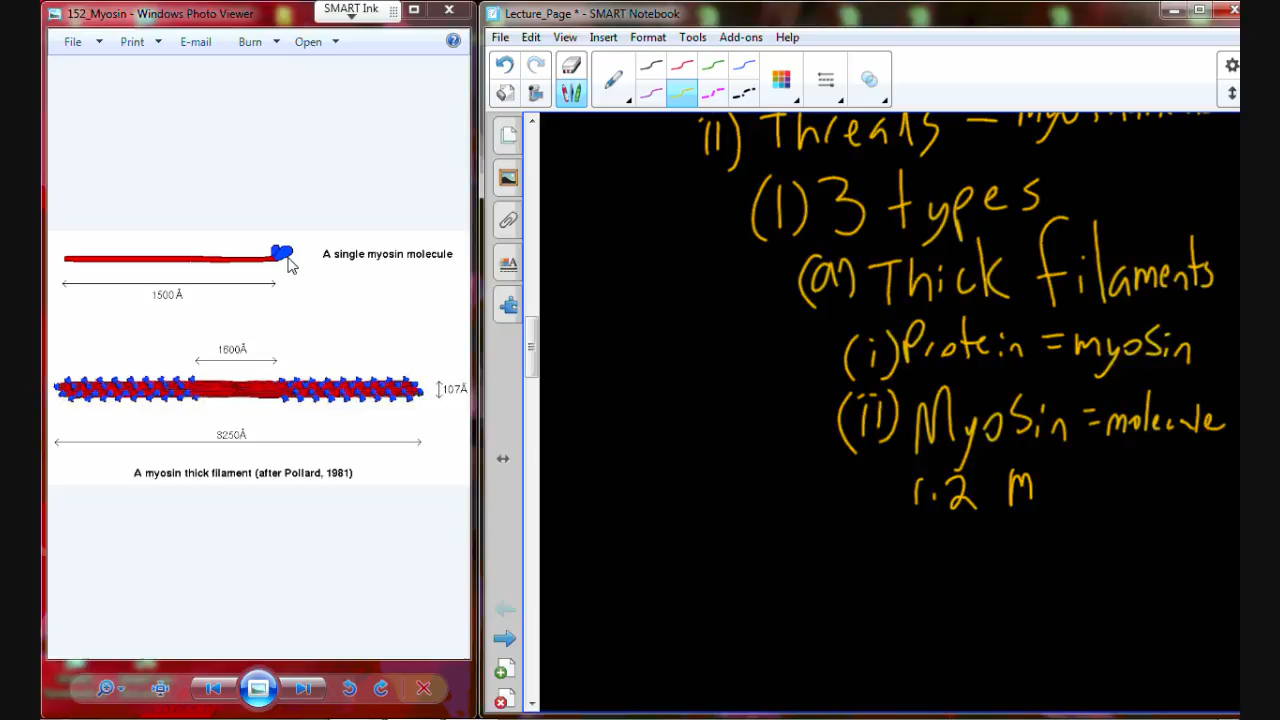 152_Myosin - Windows Photo Viewer
SMART Ink
File Print E-mail Burn Open
A single myosin molecule
1500Å
1600Å
107Å
3250Å
A myosin thick filament (after Pollard, 1981)
Lecture_Page * - SMART Notebook
File Edit View Insert Format Tools Add-ons Help
ii) Threads =
(1) 3 types
(a) Thick filaments
(i) Protein = myosin
(ii) Myosin = molecule
1.2 M